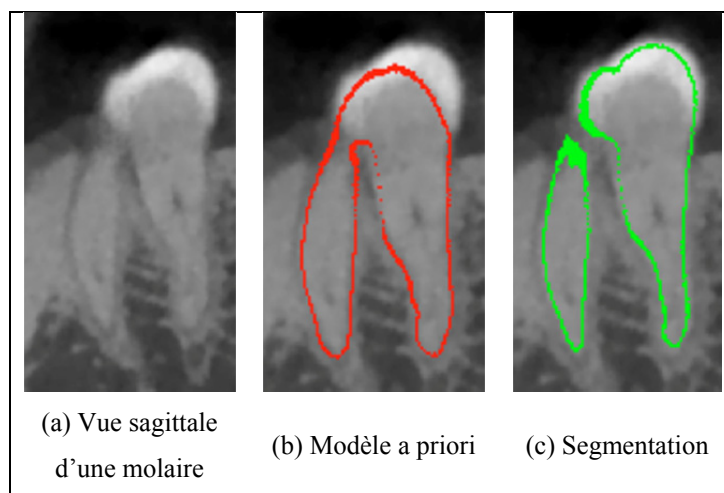 (a) Vue sagittale
d’une molaire
(b) Modèle a priori
(c) Segmentation